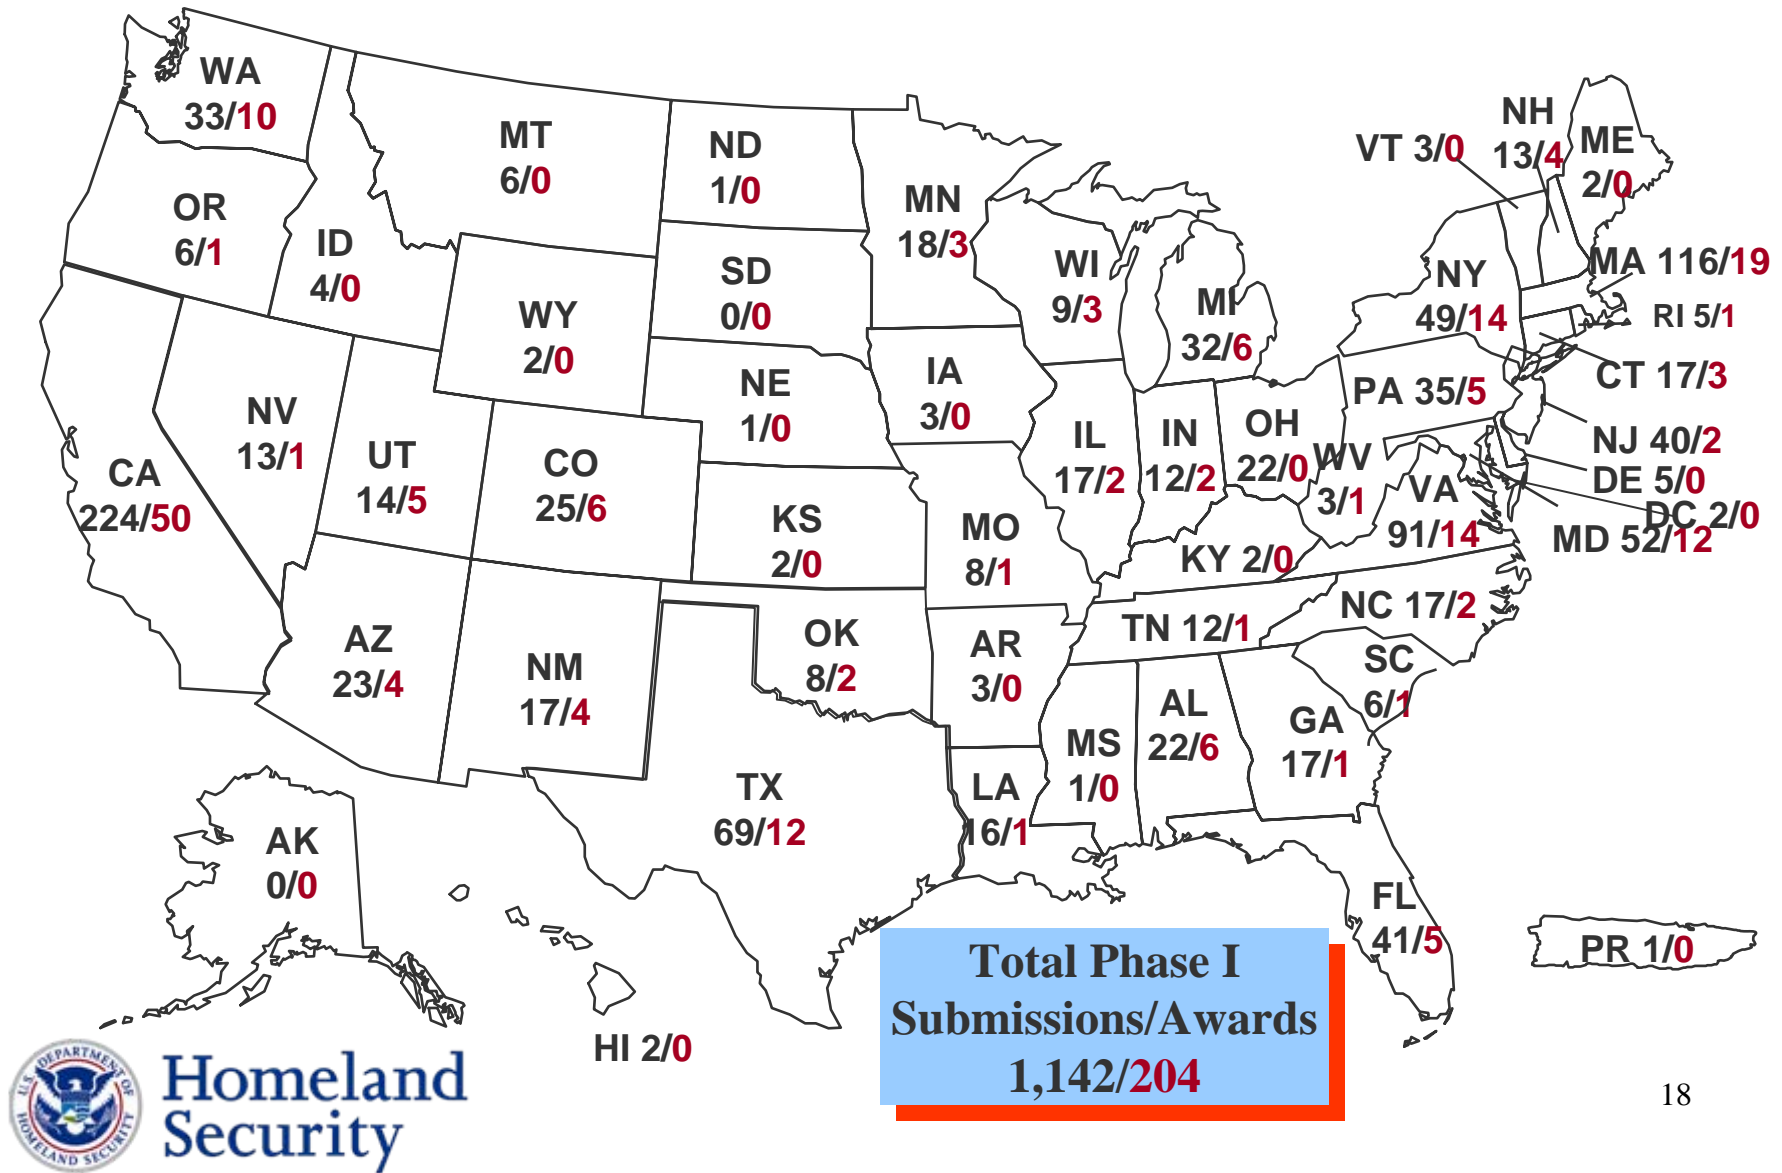 WA
33/10
MT
6/0
ND
1/0
MN
18/3
VT 3/0
NH
13/4
ME
2/0
OR
6/1
ID
4/0
SD
0/0
WI
9/3
MI
32/6
NY
49/14
MA 116/19
RI 5/1
WY
2/0
NE
1/0
IA
3/0
PA 35/5
CT 17/3
NV
13/1
UT
14/5
CO
25/6
IL
17/2
IN
12/2
OH
22/0
WV
3/1
VA
91/14
NJ 40/2
DE 5/0
DC 2/0
MD 52/12
CA
224/50
KS
2/0
MO
8/1
KY 2/0
NC 17/2
TN 12/1
AZ
23/4
NM
17/4
OK
8/2
AR
3/0
SC
6/1
MS
1/0
AL
22/6
GA
17/1
TX
69/12
LA
16/1
AK
0/0
FL
41/5
PR 1/0
HI 2/0
Total Phase I
Submissions/Awards
1,142/204
U.S. DEPARTMENT OF
HOMELAND SECURITY
Homeland
Security
18